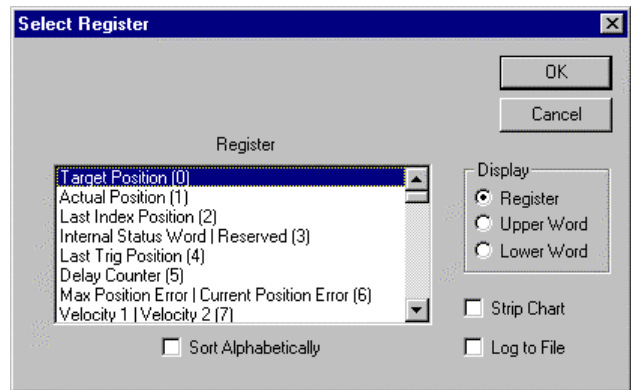 Select Register
OK
Cancel
Register
Target Position (0)
Actual Position (1)
Last Index Position (2)
Internal Status Word | Reserved (3)
Last Trig Position (4)
Delay Counter (5)
Max Position Error | Current Position Error (6)
Velocity 1 | Velocity 2 (7)
Sort Alphabetically
Display
Register
Upper Word
Lower Word
Strip Chart
Log to File